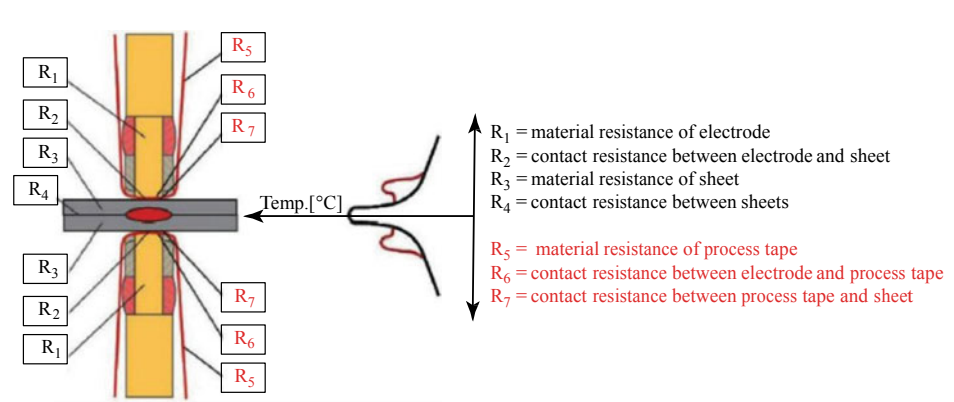 R5
R1
R6
R2
R7
R3
R4
Temp.[°C]
R3
R7
R2
R6
R1
R5
R1 = material resistance of electrode
R2 = contact resistance between electrode and sheet
R3 = material resistance of sheet
R4 = contact resistance between sheets
R5 = material resistance of process tape
R6 = contact resistance between electrode and process tape
R7 = contact resistance between process tape and sheet